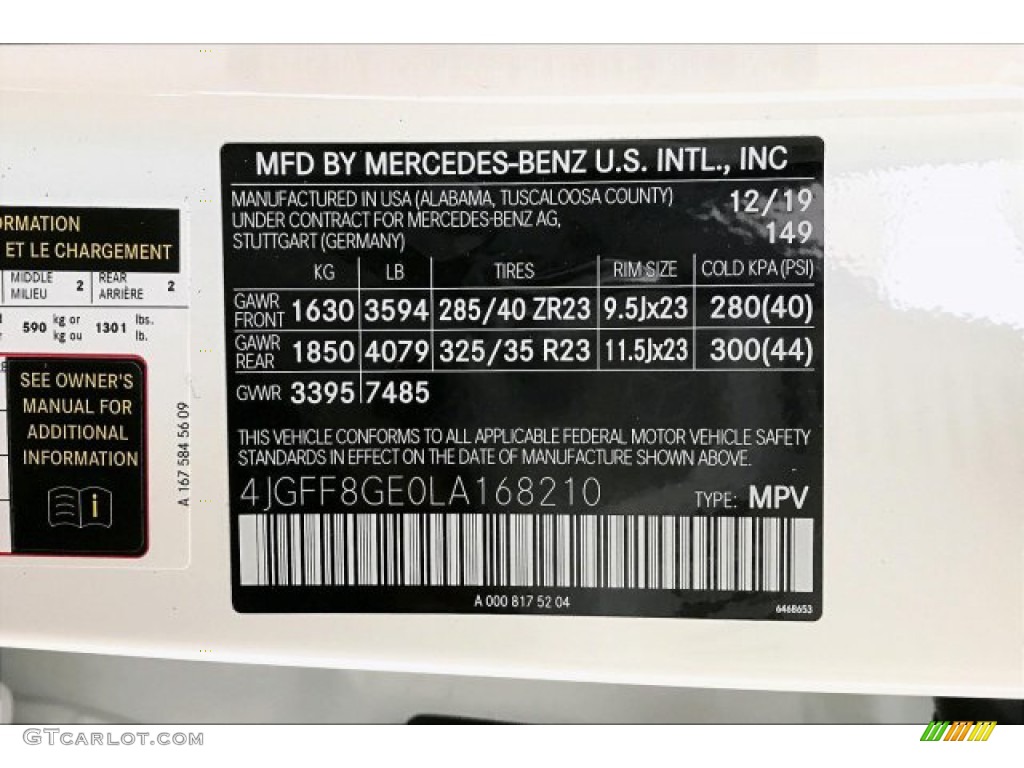 MFD BY MERCEDES-BENZ U.S. INTL., INC
MANUFACTURED IN USA (ALABAMA, TUSCALOOSA COUNTY) 12/19
UNDER CONTRACT FOR MERCEDES-BENZ AG, 149
STUTTGART (GERMANY)
KG LB TIRES RIM SIZE COLD KPA (PSI)
GAWR FRONT 1630 3594 285/40 ZR23 9.5Jx23 280(40)
GAWR REAR 1850 4079 325/35 R23 11.5Jx23 300(44)
GVWR 3395 7485
THIS VEHICLE CONFORMS TO ALL APPLICABLE FEDERAL MOTOR VEHICLE SAFETY
STANDARDS IN EFFECT ON THE DATE OF MANUFACTURE SHOWN ABOVE.
4JGFF8GE0LA168210 TYPE: MPV
A 000 817 52 04 6468653
ET LE CHARGEMENT
MIDDLE MILIEU 2 REAR ARRIÈRE 2
590 kg or kg ou 1301 lbs. lb.
SEE OWNER'S
MANUAL FOR
ADDITIONAL
INFORMATION
i
A 167 584 56 09
GTCarlot.com